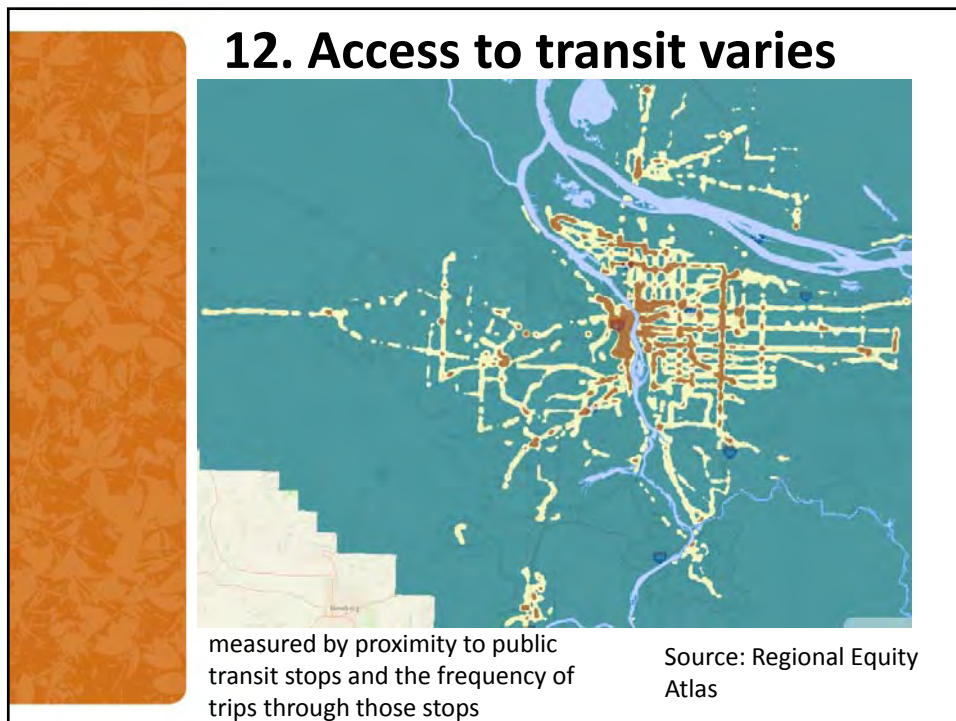 12. Access to transit varies
measured by proximity to public
transit stops and the frequency of
trips through those stops
Source: Regional Equity
Atlas